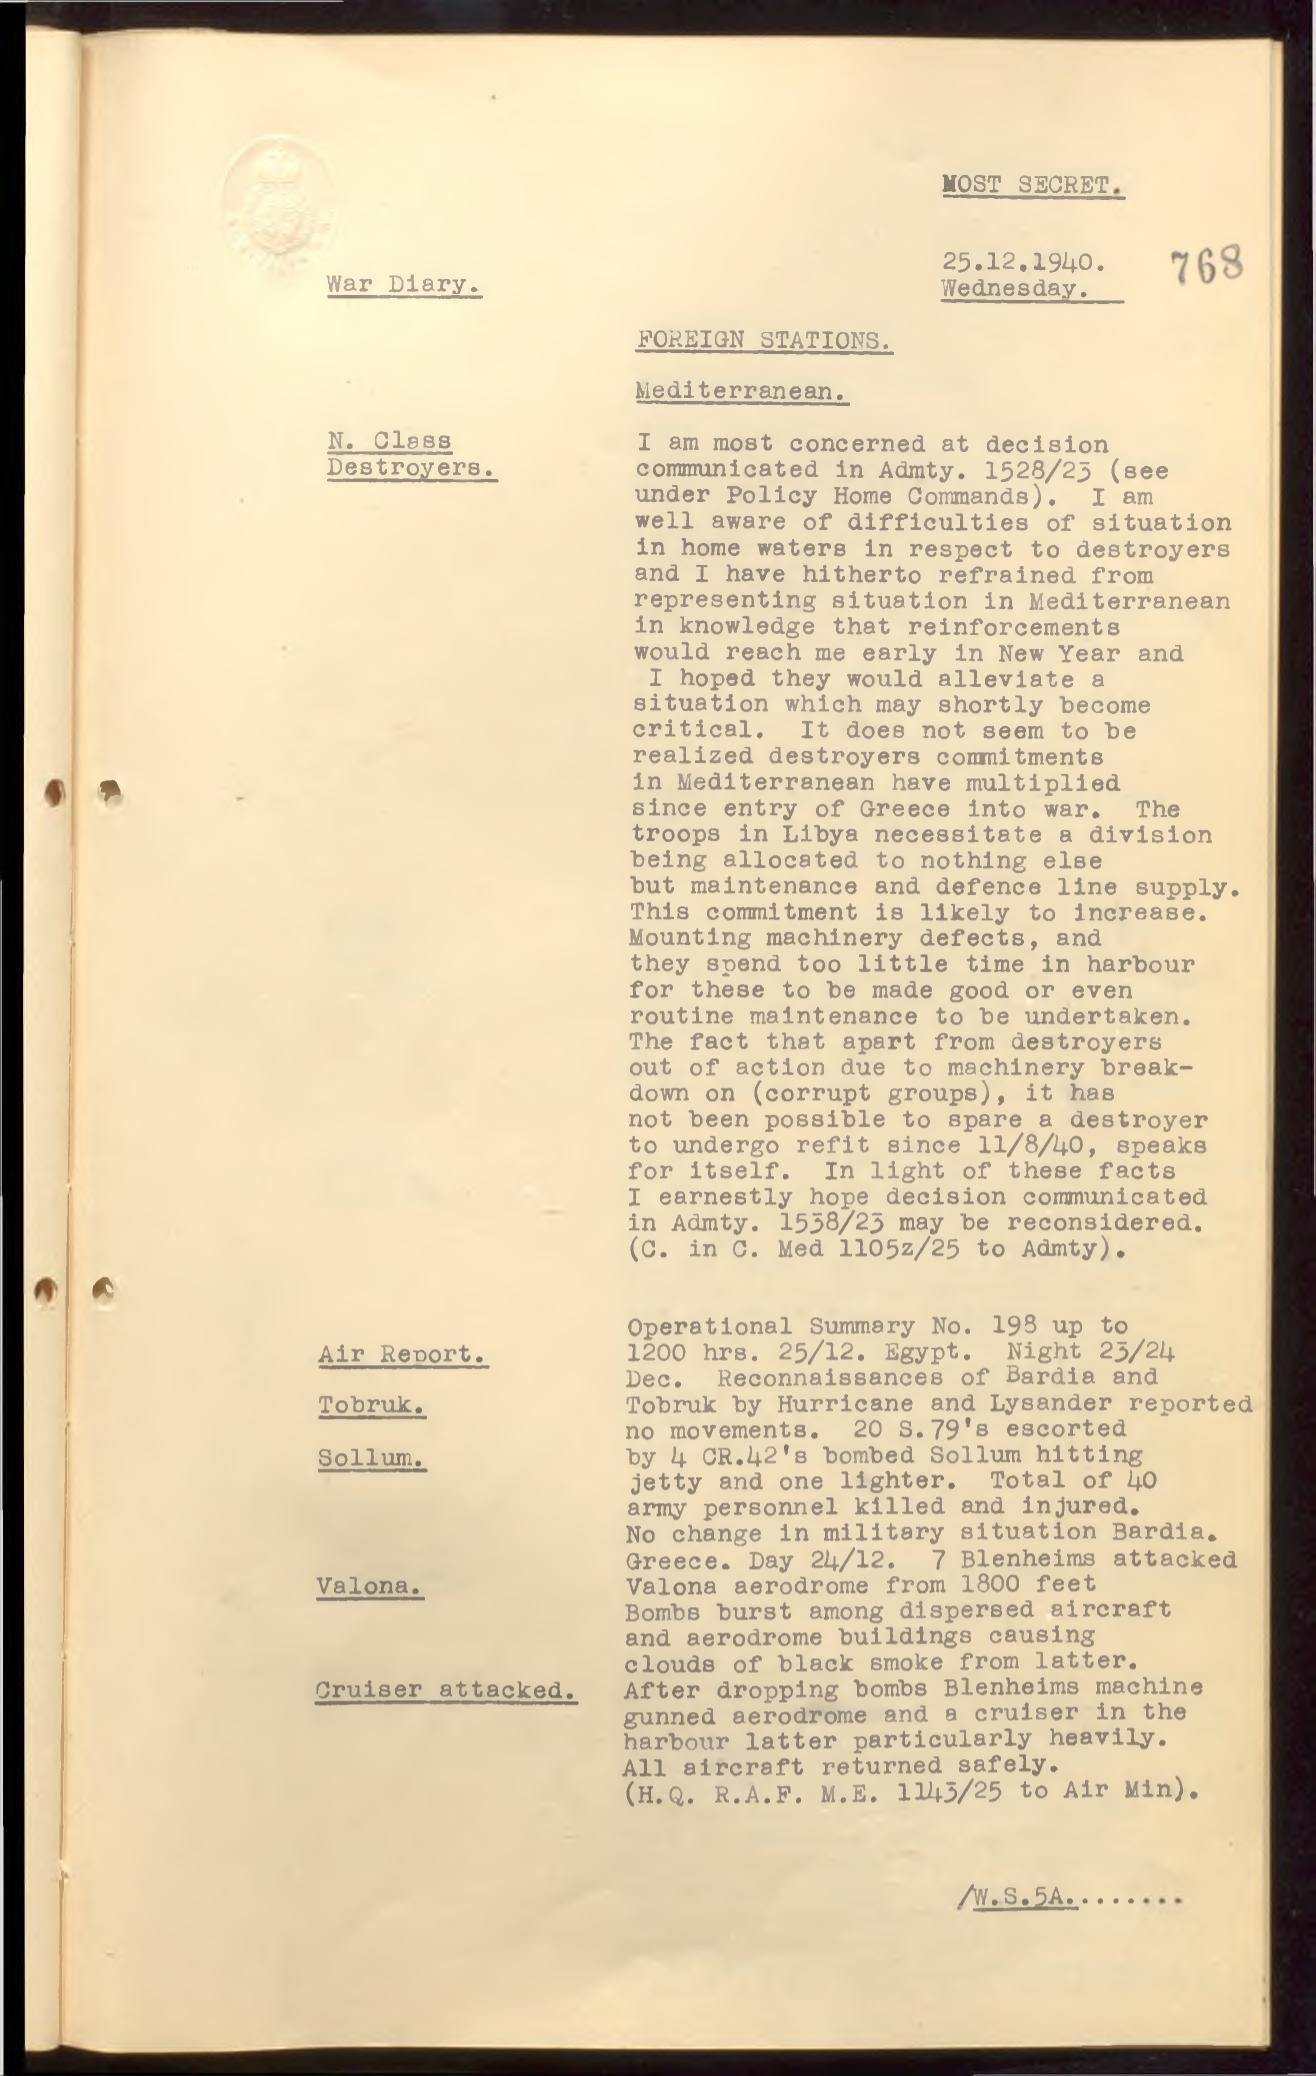 MOST SECRET.
25.12.1940.
768
War Diary.
Wednesday.
FOREIGN STATIONS.
Mediterranean.
N. Class
Destroyers.
I am most concerned at decision
communicated in Admty. 1528/23 (see
under Policy Home Commands). I am
well aware of difficulties of situation
in home waters in respect to destroyers
and I have hitherto refrained from
representing situation in Mediterranean
in knowledge that reinforcements
would reach me early in New Year and
I hoped they would alleviate a
situation which may shortly become
critical. It does not seem to be
realized destroyers commitments
in Mediterranean have multiplied
since entry of Greece into war. The
troops in Libya necessitate a division
being allocated to nothing else
but maintenance and defence line supply.
This commitment is likely to increase.
Mounting machinery defects, and
they spend too little time in harbour
for these to be made good or even
routine maintenance to be undertaken.
The fact that apart from destroyers
out of action due to machinery break-
down on (corrupt groups), it has
not been possible to spare a destroyer
to undergo refit since 11/8/40, speaks
for itself. In light of these facts
I earnestly hope decision communicated
in Admty. 1538/23 may be reconsidered.
(C. in C. Med 1105z/25 to Admty).
Operational Summary No. 198 up to
Air Report.
1200 hrs. 25/12. Egypt. Night 23/24
Dec. Reconnaissances of Bardia and
Tobruk.
Tobruk by Hurricane and Lysander reported
no movements. 20 S.79's escorted
Sollum.
by 4 CR.42's bombed Sollum hitting
jetty and one lighter. Total of 40
army personnel killed and injured.
No change in military situation Bardia.
Greece. Day 24/12. 7 Blenheims attacked
Valona.
Valona aerodrome from 1800 feet
Bombs burst among dispersed aircraft
and aerodrome buildings causing
clouds of black smoke from latter.
Cruiser attacked.
After dropping bombs Blenheims machine
gunned aerodrome and a cruiser in the
harbour latter particularly heavily.
All aircraft returned safely.
(H.Q. R.A.F. M.E. 1143/25 to Air Min).
/W.S.5A........